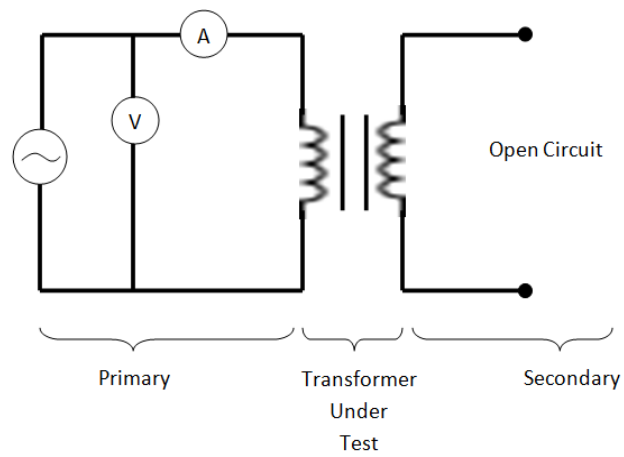 A
V
Open Circuit
Primary
Transformer
Under
Test
Secondary